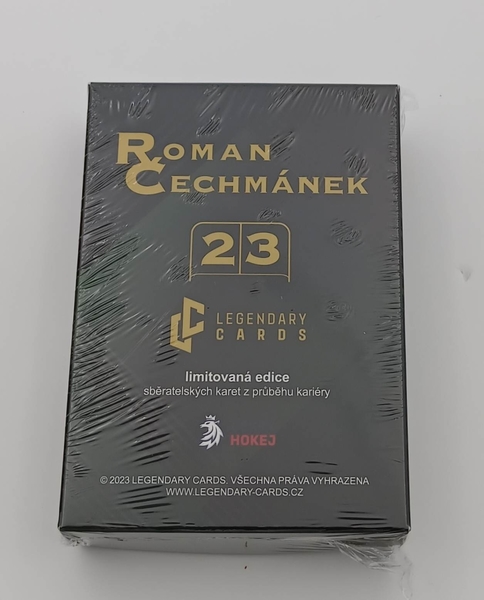 ROMAN
ČECHMÁNEK
23
LEGENDARY
CARDS
limitovaná edice
sběratelských karet z průběhu kariéry
HOKEJ
© 2023 LEGENDARY CARDS. VŠECHNA PRÁVA VYHRAZENA
WWW.LEGENDARY-CARDS.CZ